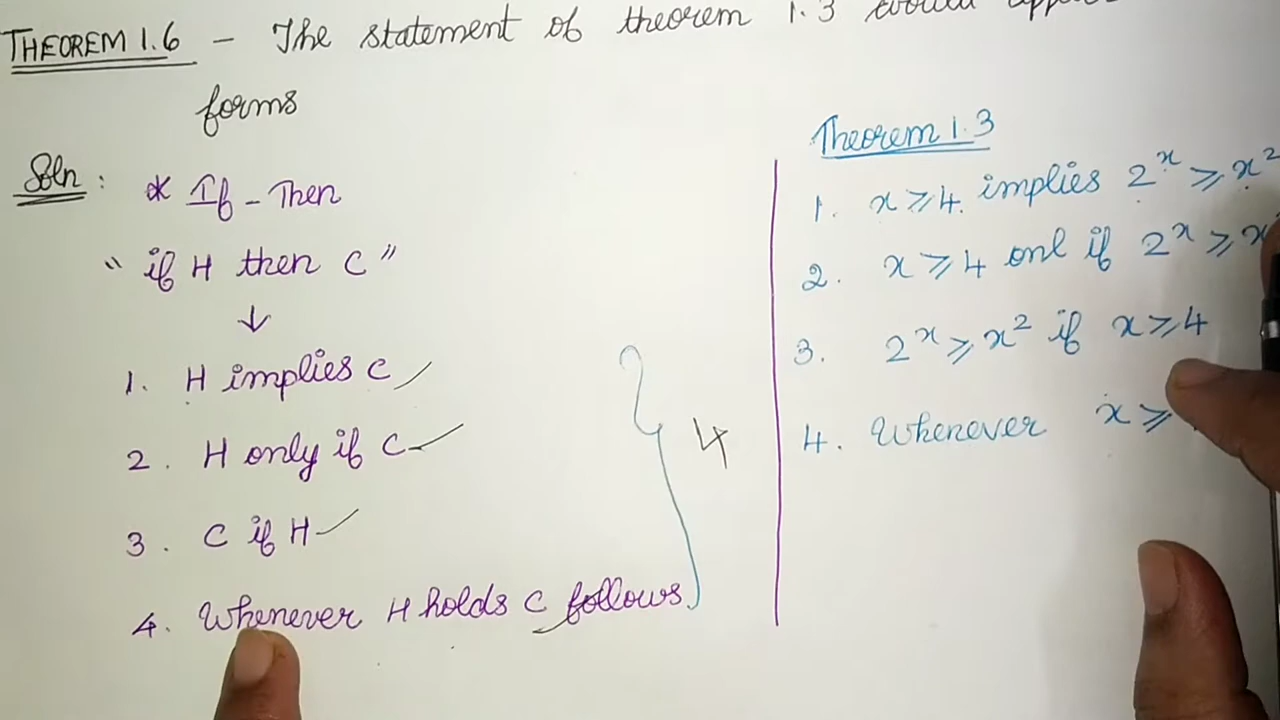 THEOREM 1.6 - The statement of theorem 1.3
forms
Soln : * If - Then
" if H then C "
↓
1. H implies C ✓
2. H only if C ✓
3. C if H ✓
4. Whenever H holds C follows.
4
Theorem 1.3
1. x ≥ 4. implies 2^x ≥ x^2
2. x ≥ 4 onl if 2^x ≥ x
3. 2^x ≥ x^2 if x ≥ 4
4. Whenever x ≥